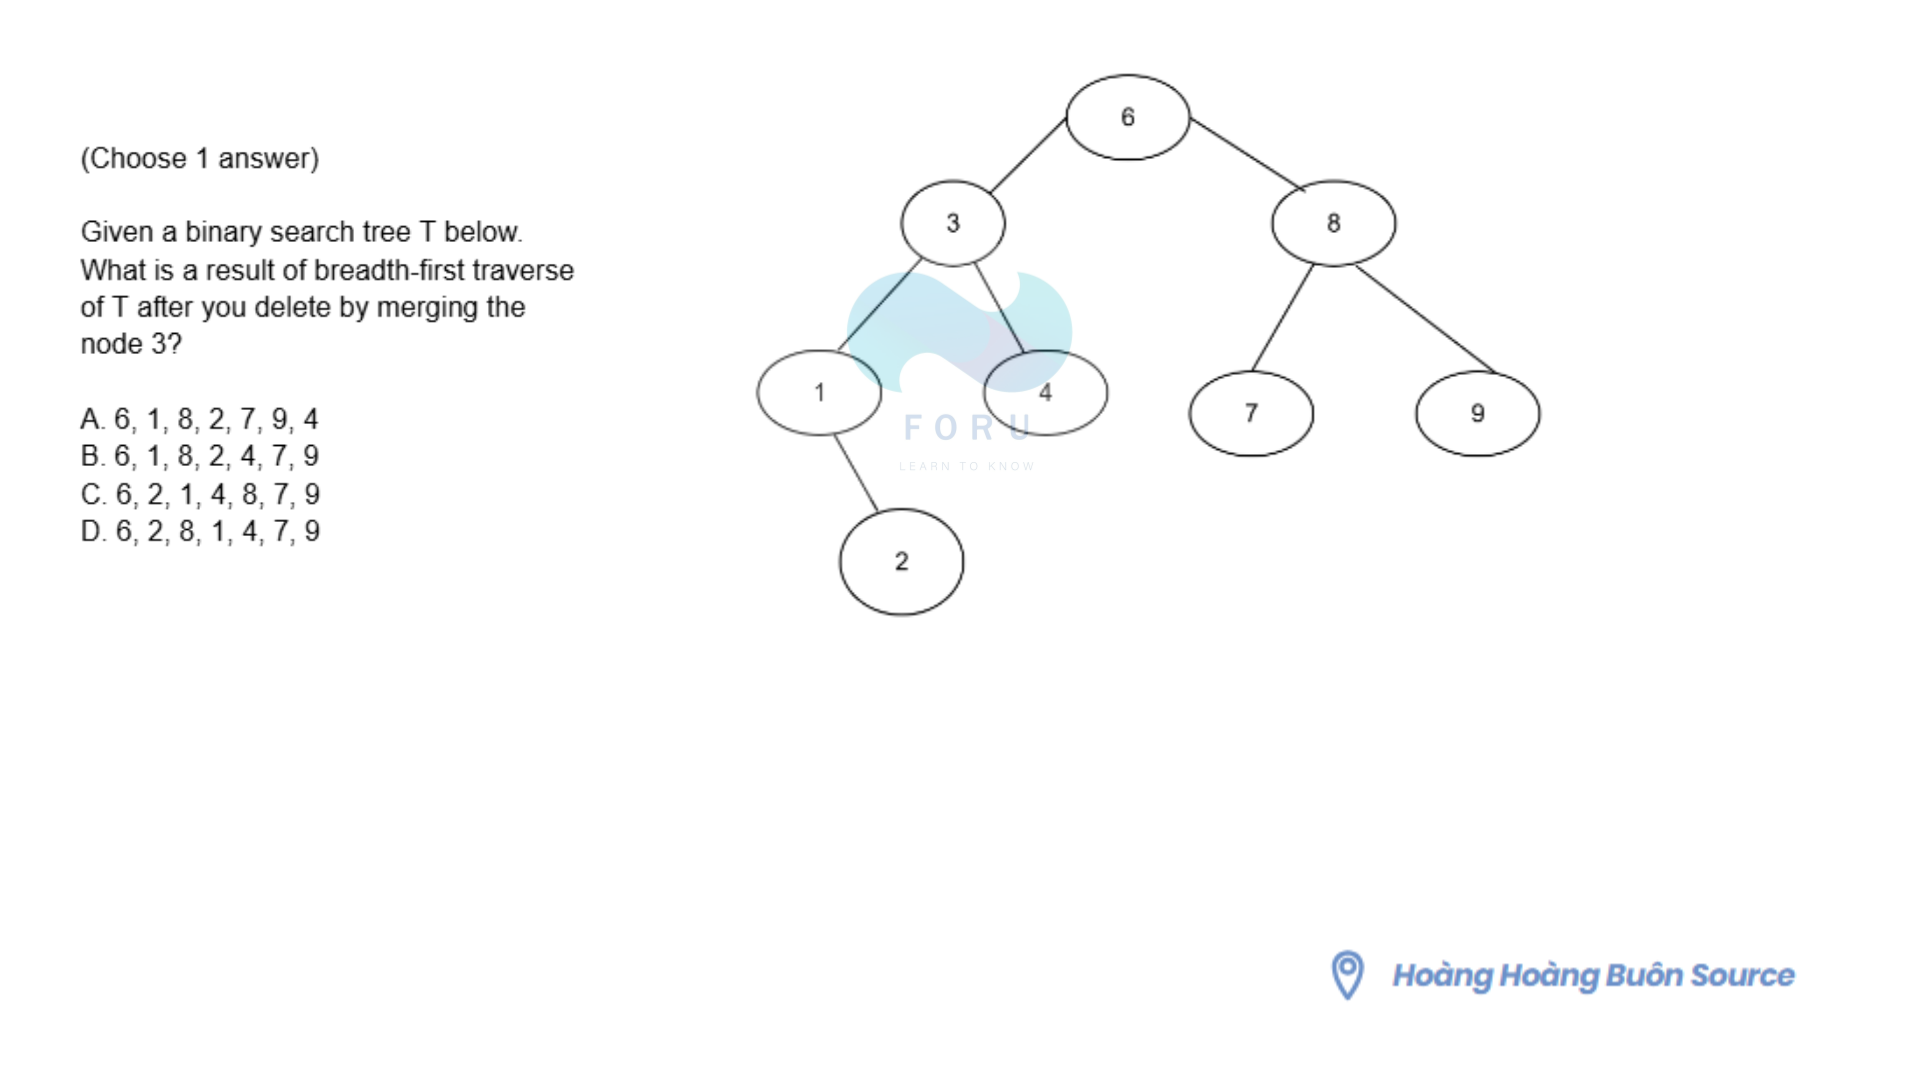 (Choose 1 answer)
Given a binary search tree T below.
What is a result of breadth-first traverse
of T after you delete by merging the
node 3?
A. 6, 1, 8, 2, 7, 9, 4
B. 6, 1, 8, 2, 4, 7, 9
C. 6, 2, 1, 4, 8, 7, 9
D. 6, 2, 8, 1, 4, 7, 9
6
3
8
1
4
7
9
2
FORU
LEARN TO KNOW
Hoàng Hoàng Buôn Source